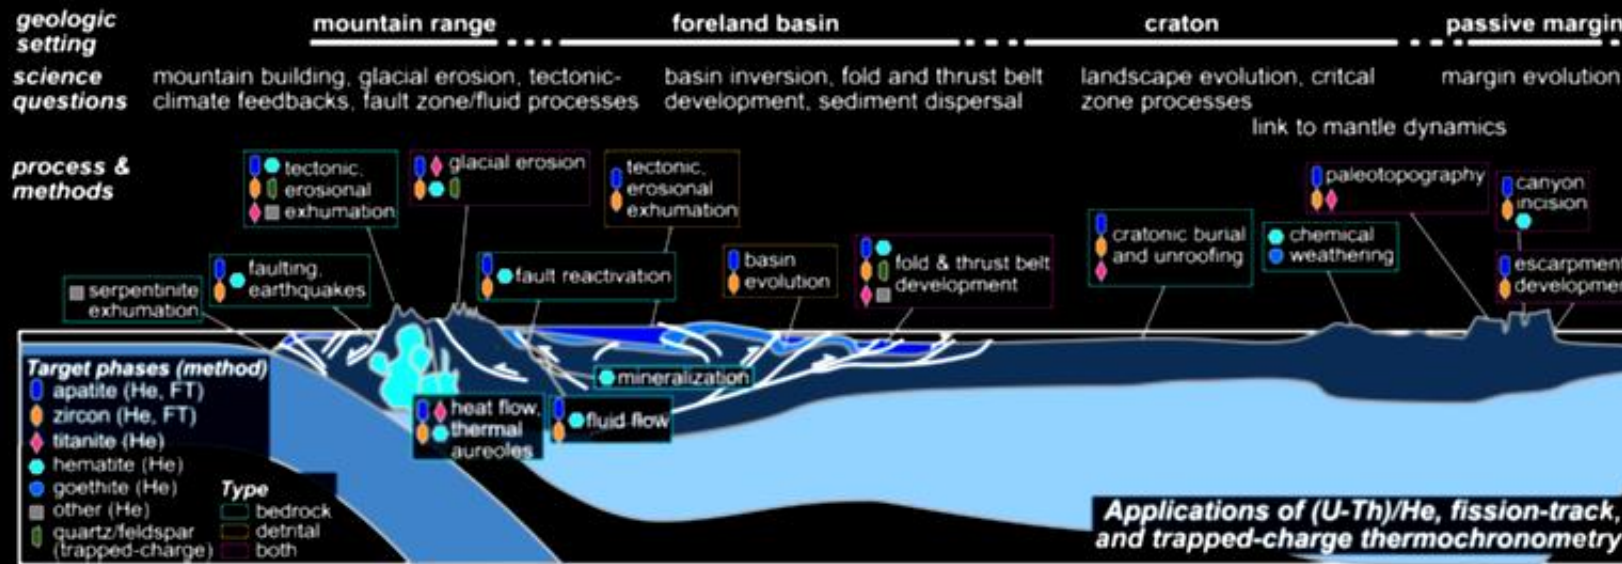 geologic
setting
mountain range
foreland basin
craton
passive margin
science
questions
mountain building, glacial erosion, tectonic-
climate feedbacks, fault zone/fluid processes
basin inversion, fold and thrust belt
development, sediment dispersal
landscape evolution, critcal
zone processes
margin evolution
link to mantle dynamics
process &
methods
tectonic,
erosional
exhumation
glacial erosion
tectonic,
erosional
exhumation
paleotopography
canyon
incision
serpentinite
exhumation
faulting,
earthquakes
fault reactivation
basin
evolution
fold & thrust belt
development
cratonic burial
and unroofing
chemical
weathering
escarpment
developme
mineralization
heat flow,
thermal
aureoles
fluid flow
Target phases (method)
apatite (He, FT)
zircon (He, FT)
titanite (He)
hematite (He)
goethite (He)
other (He)
quartz/feldspar
(trapped-charge)
Type
bedrock
detrital
both
Applications of (U-Th)/He, fission-track,
and trapped-charge thermochronometry